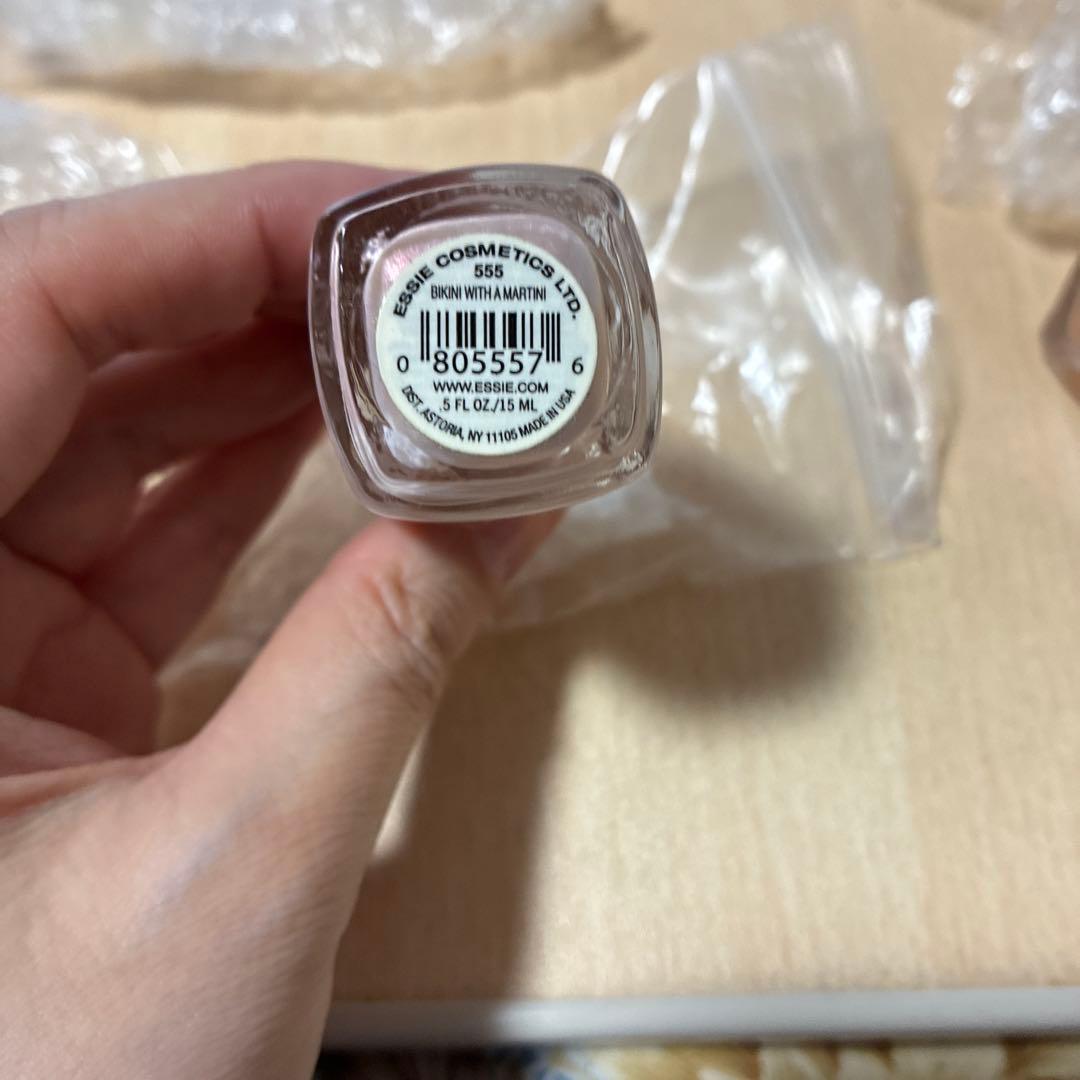 ESSIE COSMETICS LTD.
555
BIKINI WITH A MARTINI
0 805557 6
WWW.ESSIE.COM
.5 FL OZ./15 ML
DIST. ASTORIA, NY 11105 MADE IN USA